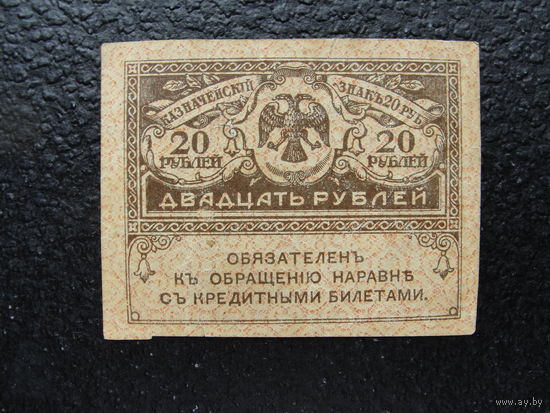 КАЗНАЧЕЙСКІЙ ЗНАКЪ 20 РУБ.
20 20
РУБЛЕЙ РУБЛЕЙ
ДВАДЦАТЬ РУБЛЕЙ
ОБЯЗАТЕЛЕНЪ
КЪ ОБРАЩЕНІЮ НАРАВНѢ
СЪ КРЕДИТНЫМИ БИЛЕТАМИ.
www.ay.by